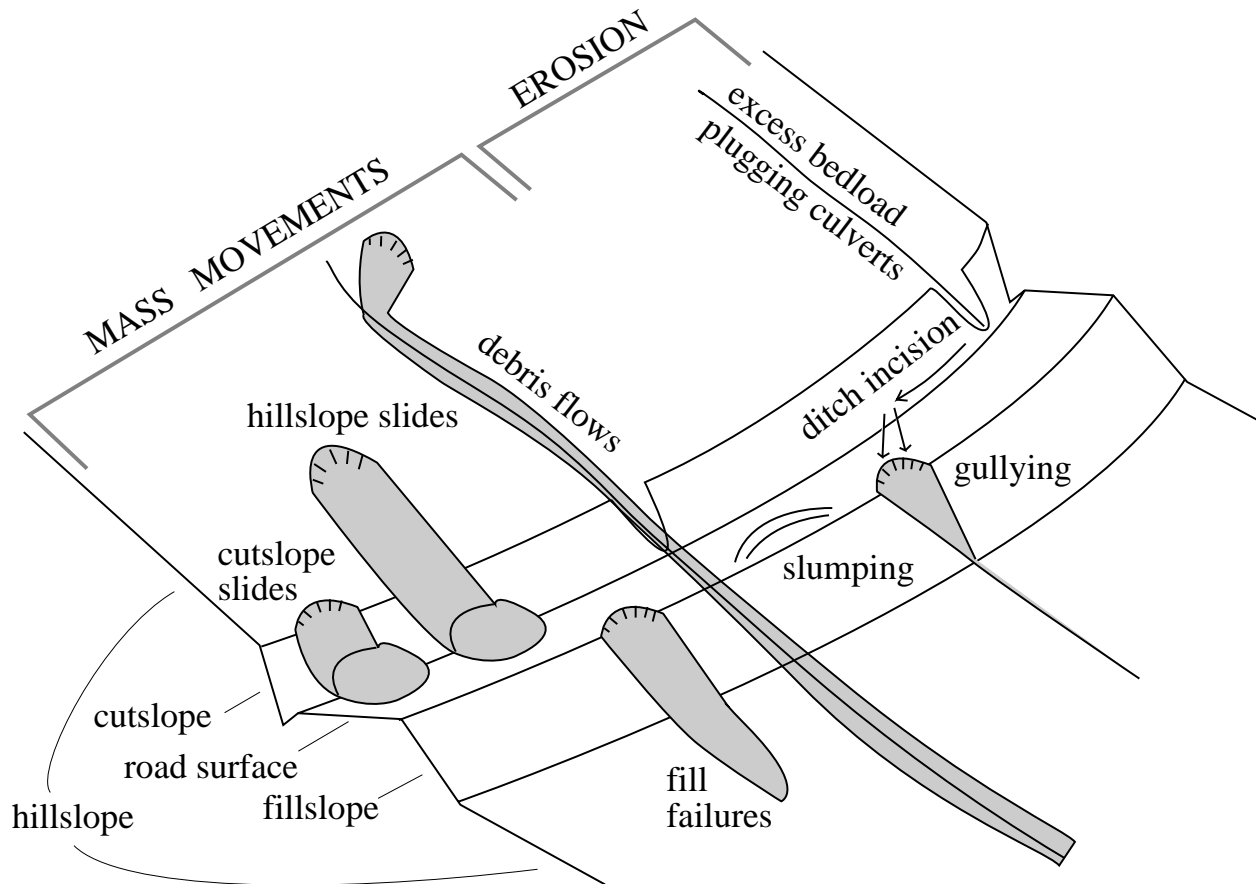 EROSION
MASS MOVEMENTS
excess bedload
plugging culverts
debris flows
ditch incision
hillslope slides
gullying
cutslope
slides
slumping
cutslope
road surface
fillslope
hillslope
fill
failures